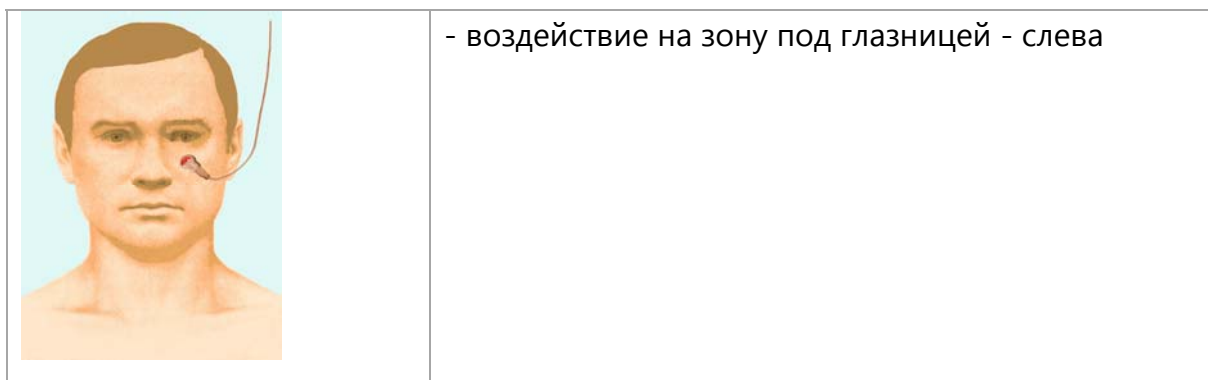 - воздействие на зону под глазницей - слева